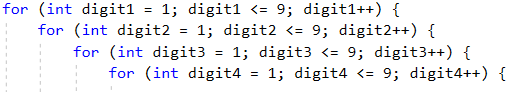 for (int digit1 = 1; digit1 <= 9; digit1++) {
for (int digit2 = 1; digit2 <= 9; digit2++) {
for (int digit3 = 1; digit3 <= 9; digit3++) {
for (int digit4 = 1; digit4 <= 9; digit4++) {